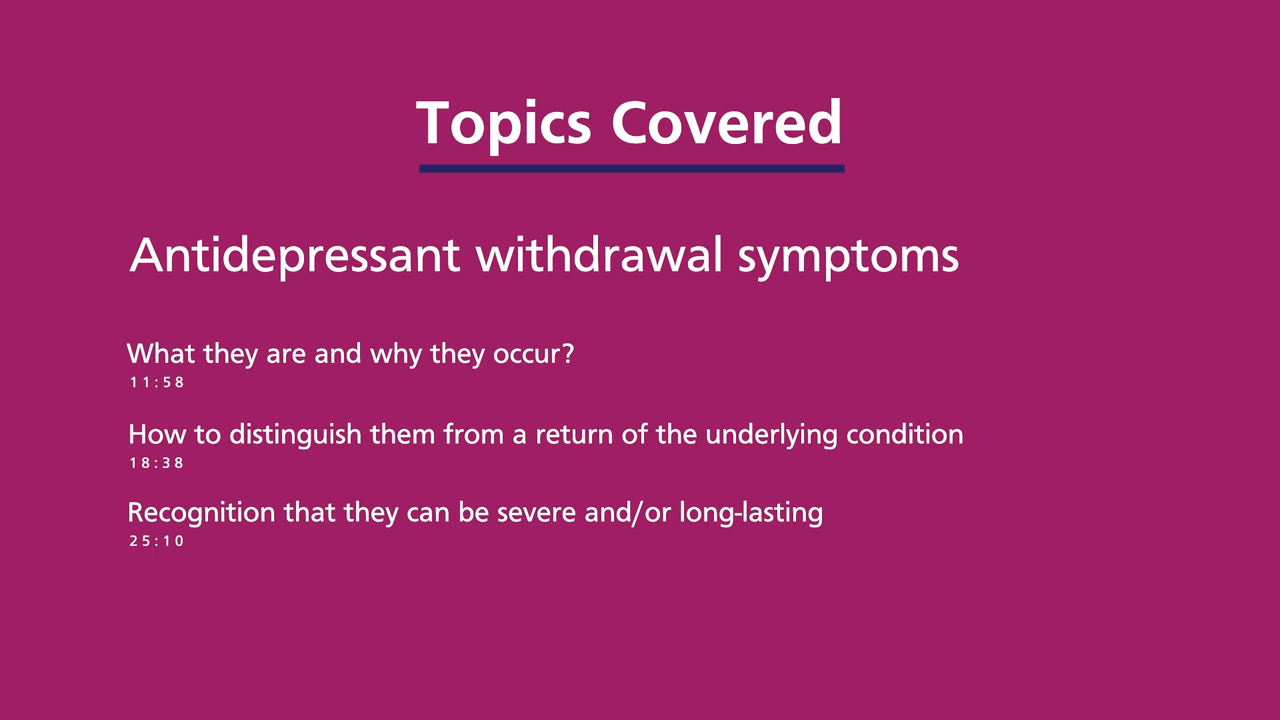 Topics Covered
Antidepressant withdrawal symptoms
What they are and why they occur?
11:58
How to distinguish them from a return of the underlying condition
18:38
Recognition that they can be severe and/or long-lasting
25:10